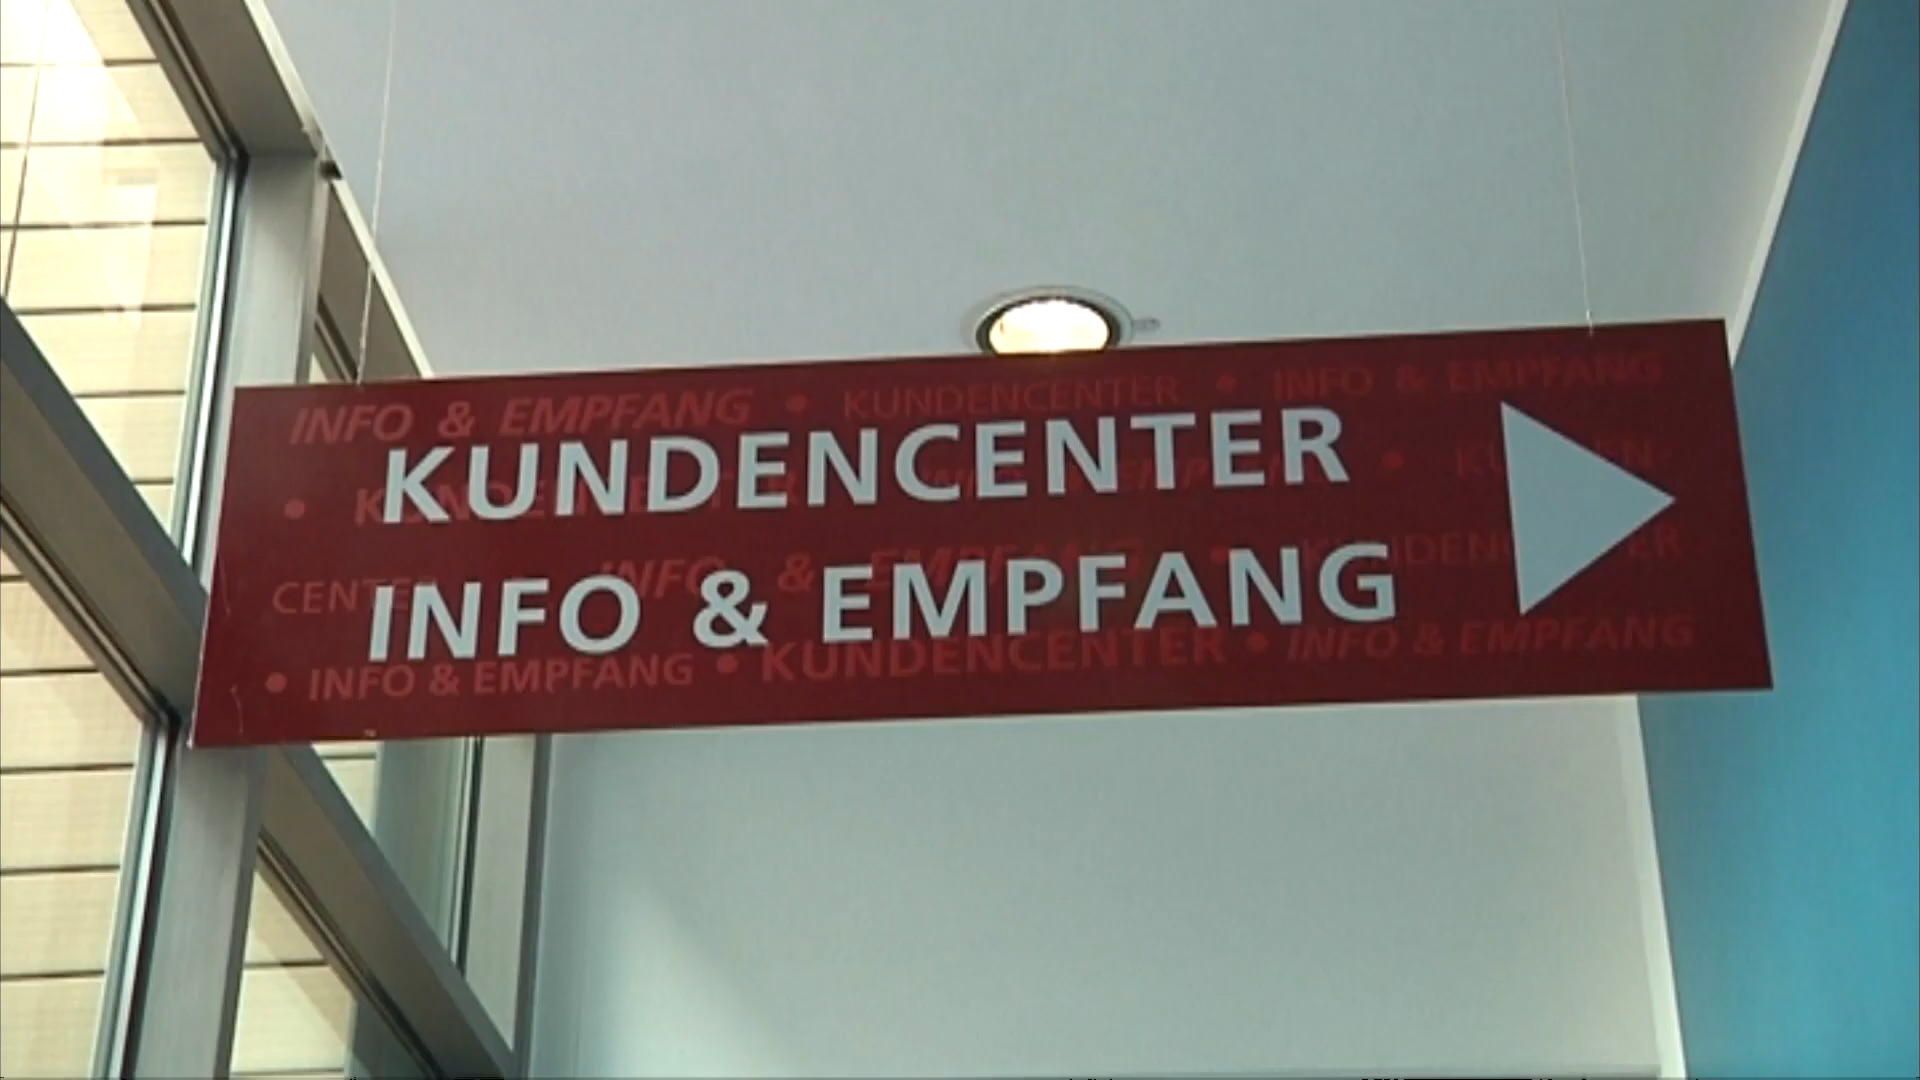 INFO & EMPFANG • KUNDENCENTER • INFO & EMPFANG
KUNDENCENTER
INFO & EMPFANG
• INFO & EMPFANG • KUNDENCENTER • INFO & EMPFANG